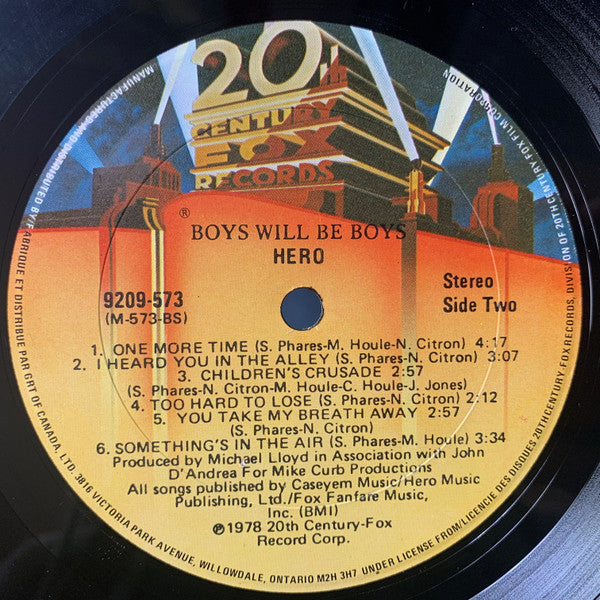 20th
CENTURY
FOX
RECORDS
® BOYS WILL BE BOYS
HERO
9209-573
(M-573-BS)
Stereo
Side Two
1. ONE MORE TIME (S. Phares-M. Houle-N. Citron) 4:17
2. I HEARD YOU IN THE ALLEY (S. Phares-N. Citron) 3:07
3. CHILDREN'S CRUSADE 2:57
(S. Phares-N. Citron-M. Houle-C. Houle-J. Jones)
4. TOO HARD TO LOSE (S. Phares-N. Citron) 2:12
5. YOU TAKE MY BREATH AWAY 2:57
(S. Phares-N. Citron)
6. SOMETHING'S IN THE AIR (S. Phares-M. Houle) 3:34
Produced by Michael Lloyd in Association with John
D'Andrea For Mike Curb Productions
All songs published by Caseyem Music/Hero Music
Publishing, Ltd./Fox Fanfare Music,
Inc. (BMI)
℗1978 20th Century-Fox
Record Corp.
MANUFACTURED AND DISTRIBUTED BY/FABRIQUE ET DISTRIBUE PAR GRT OF CANADA, LTD. 3816 VICTORIA PARK AVENUE, WILLOWDALE, ONTARIO M2H 3H7 UNDER LICENSE FROM/LICENCIE DES DISQUES 20TH CENTURY-FOX RECORDS, DIVISION OF 20TH CENTURY-FOX FILM CORPORATION